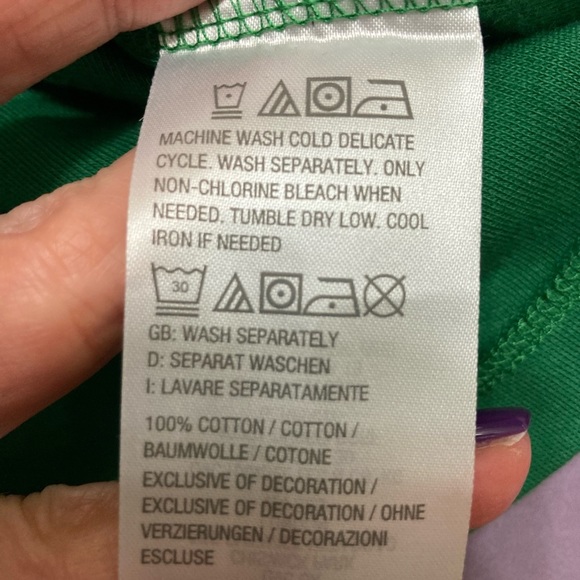 MACHINE WASH COLD DELICATE
CYCLE. WASH SEPARATELY. ONLY
NON-CHLORINE BLEACH WHEN
NEEDED. TUMBLE DRY LOW. COOL
IRON IF NEEDED
30
GB: WASH SEPARATELY
D: SEPARAT WASCHEN
I: LAVARE SEPARATAMENTE
100% COTTON / COTTON /
BAUMWOLLE / COTONE
EXCLUSIVE OF DECORATION /
EXCLUSIVE OF DECORATION / OHNE
VERZIERUNGEN / DECORAZIONI
ESCLUSE